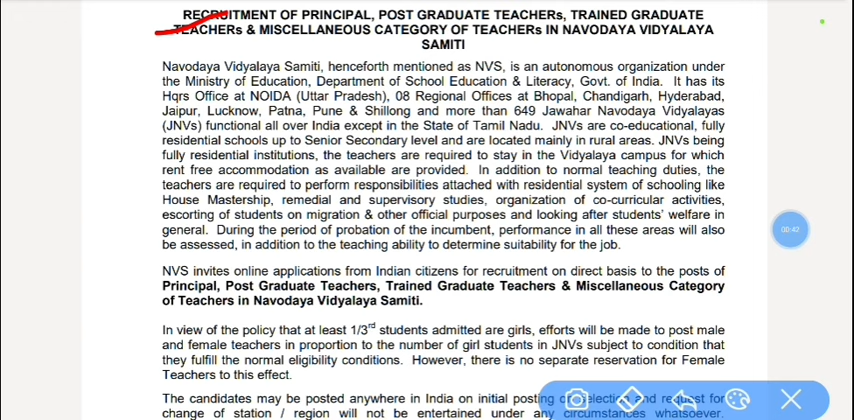 RECRUITMENT OF PRINCIPAL, POST GRADUATE TEACHERs, TRAINED GRADUATE
TEACHERs & MISCELLANEOUS CATEGORY OF TEACHERs IN NAVODAYA VIDYALAYA
SAMITI
Navodaya Vidyalaya Samiti, henceforth mentioned as NVS, is an autonomous organization under
the Ministry of Education, Department of School Education & Literacy, Govt. of India. It has its
Hqrs Office at NOIDA (Uttar Pradesh), 08 Regional Offices at Bhopal, Chandigarh, Hyderabad,
Jaipur, Lucknow, Patna, Pune & Shillong and more than 649 Jawahar Navodaya Vidyalayas
(JNVs) functional all over India except in the State of Tamil Nadu. JNVs are co-educational, fully
residential schools up to Senior Secondary level and are located mainly in rural areas. JNVs being
fully residential institutions, the teachers are required to stay in the Vidyalaya campus for which
rent free accommodation as available are provided. In addition to normal teaching duties, the
teachers are required to perform responsibilities attached with residential system of schooling like
House Mastership, remedial and supervisory studies, organization of co-curricular activities,
escorting of students on migration & other official purposes and looking after students' welfare in
general. During the period of probation of the incumbent, performance in all these areas will also
be assessed, in addition to the teaching ability to determine suitability for the job.
00:42
NVS invites online applications from Indian citizens for recruitment on direct basis to the posts of
Principal, Post Graduate Teachers, Trained Graduate Teachers & Miscellaneous Category
of Teachers in Navodaya Vidyalaya Samiti.
In view of the policy that at least 1/3rd students admitted are girls, efforts will be made to post male
and female teachers in proportion to the number of girl students in JNVs subject to condition that
they fulfill the normal eligibility conditions. However, there is no separate reservation for Female
Teachers to this effect.
The candidates may be posted anywhere in India on initial posting or selection and request for
change of station / region will not be entertained under any circumstances whatsoever.